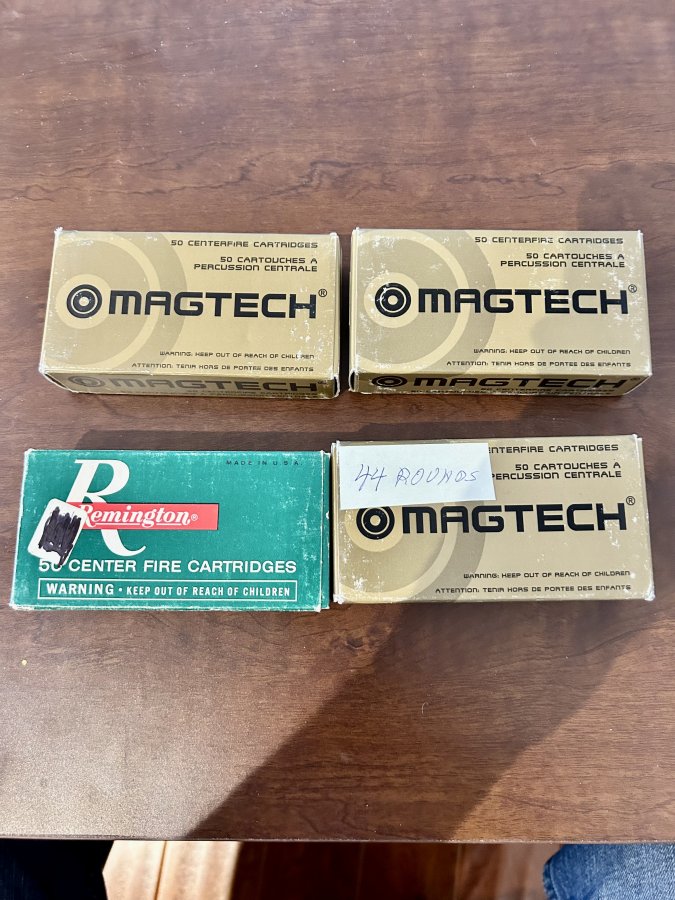 50 CENTERFIRE CARTRIDGES
50 CARTOUCHES À
PERCUSSION CENTRALE
MAGTECH®
WARNING: KEEP OUT OF REACH OF CHILDREN
ATTENTION: TENIR HORS DE PORTEE DES ENFANTS
MAGTECH
50 CENTERFIRE CARTRIDGES
50 CARTOUCHES À
PERCUSSION CENTRALE
MAGTECH®
WARNING: KEEP OUT OF REACH OF CHILDREN
ATTENTION: TENIR HORS DE PORTEE DES ENFANTS
MAGTECH
MADE IN U.S.A.
R
Remington®
50 CENTER FIRE CARTRIDGES
WARNING • KEEP OUT OF REACH OF CHILDREN
44 ROUNDS
NTERFIRE CARTRIDGES
50 CARTOUCHES À
PERCUSSION CENTRALE
MAGTECH®
WARNING: KEEP OUT OF REACH OF CHILDREN
ATTENTION: TENIR HORS DE PORTEE DES ENFANTS